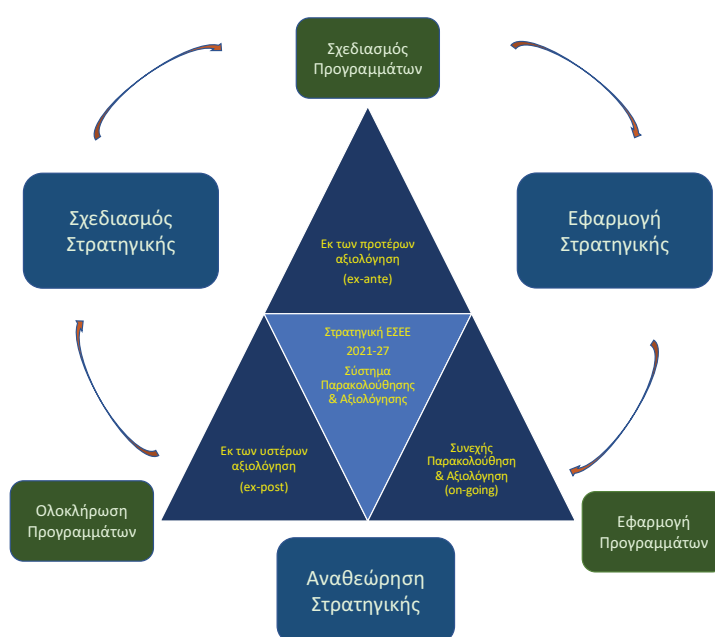 Σχεδιασμός
Προγραμμάτων
Σχεδιασμός
Στρατηγικής
Εφαρμογή
Στρατηγικής
Εκ των προτέρων
αξιολόγηση
(ex-ante)
Στρατηγική ΕΣΕΕ
2021-27
Σύστημα
Παρακολούθησης
& Αξιολόγησης
Εκ των υστέρων
αξιολόγηση
(ex-post)
Συνεχής
Παρακολούθηση
& Αξιολόγηση
(on-going)
Ολοκλήρωση
Προγραμμάτων
Εφαρμογή
Προγραμμάτων
Αναθεώρηση
Στρατηγικής